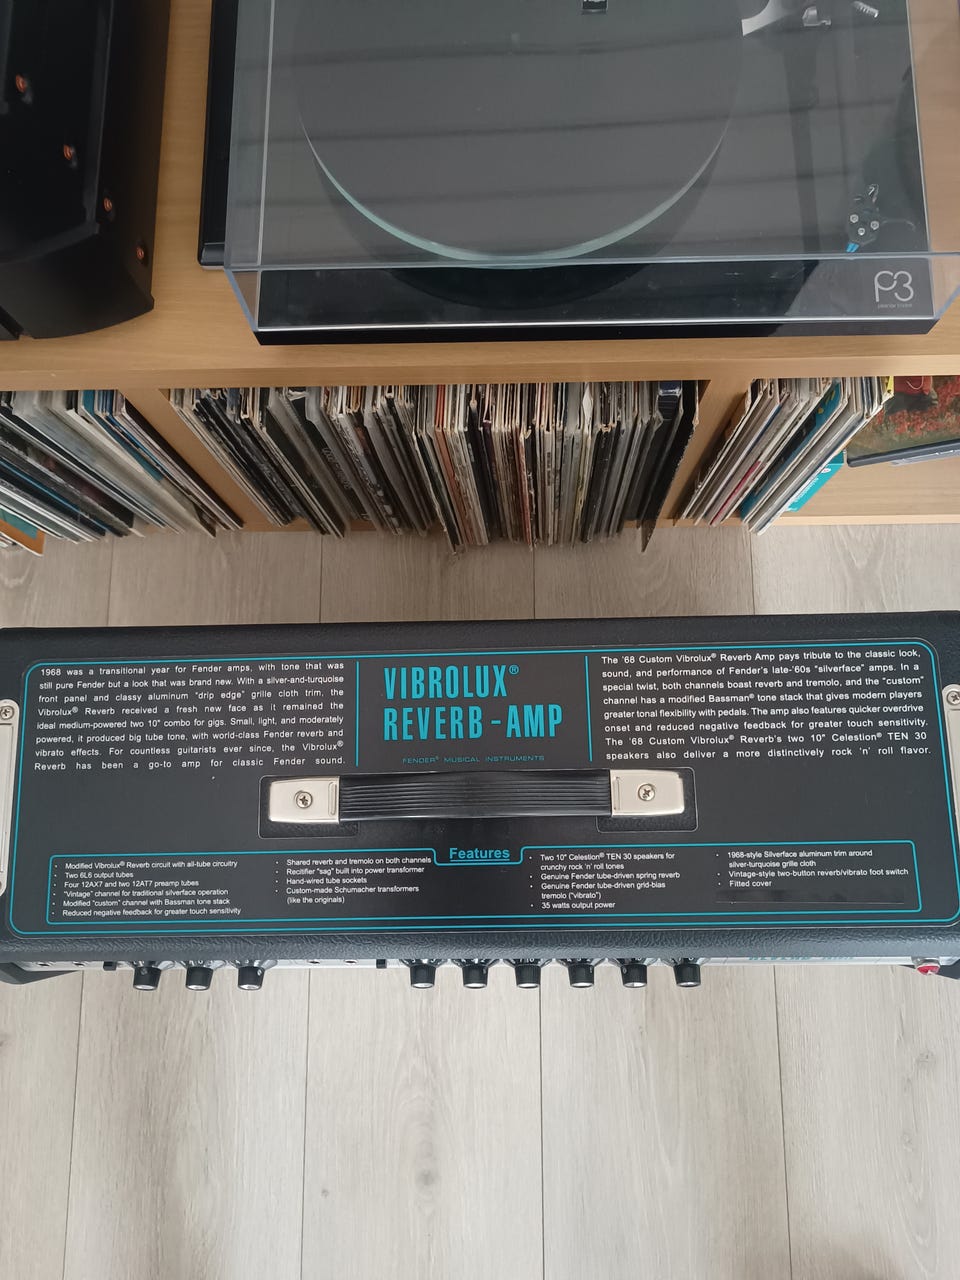 P3
planar three
1968 was a transitional year for Fender amps, with tone that was
still pure Fender but a look that was brand new. With a silver-and-turquoise
front panel and classy aluminum "drip edge" grille cloth trim, the
Vibrolux® Reverb received a fresh new face as it remained the
ideal medium-powered two 10" combo for gigs. Small, light, and moderately
powered, it produced big tube tone, with world-class Fender reverb and
vibrato effects. For countless guitarists ever since, the Vibrolux®
Reverb has been a go-to amp for classic Fender sound.
VIBROLUX®
REVERB-AMP
FENDER® MUSICAL INSTRUMENTS
The '68 Custom Vibrolux® Reverb Amp pays tribute to the classic look,
sound, and performance of Fender's late-'60s "silverface" amps. In a
special twist, both channels boast reverb and tremolo, and the "custom"
channel has a modified Bassman® tone stack that gives modern players
greater tonal flexibility with pedals. The amp also features quicker overdrive
onset and reduced negative feedback for greater touch sensitivity.
The '68 Custom Vibrolux® Reverb's two 10" Celestion® TEN 30
speakers also deliver a more distinctively rock 'n' roll flavor.
Features
• Modified Vibrolux® Reverb circuit with all-tube circuitry
• Two 6L6 output tubes
• Four 12AX7 and two 12AT7 preamp tubes
• "Vintage" channel for traditional silverface operation
• Modified "custom" channel with Bassman tone stack
• Reduced negative feedback for greater touch sensitivity
• Shared reverb and tremolo on both channels
• Rectifier "sag" built into power transformer
• Hand-wired tube sockets
• Custom-made Schumacher transformers
(like the originals)
• Two 10" Celestion® TEN 30 speakers for
crunchy rock 'n' roll tones
• Genuine Fender tube-driven spring reverb
• Genuine Fender tube-driven grid-bias
tremolo ("vibrato")
• 35 watts output power
• 1968-style Silverface aluminum trim around
silver-turquoise grille cloth
• Vintage-style two-button reverb/vibrato foot switch
• Fitted cover
REVERB-AMP